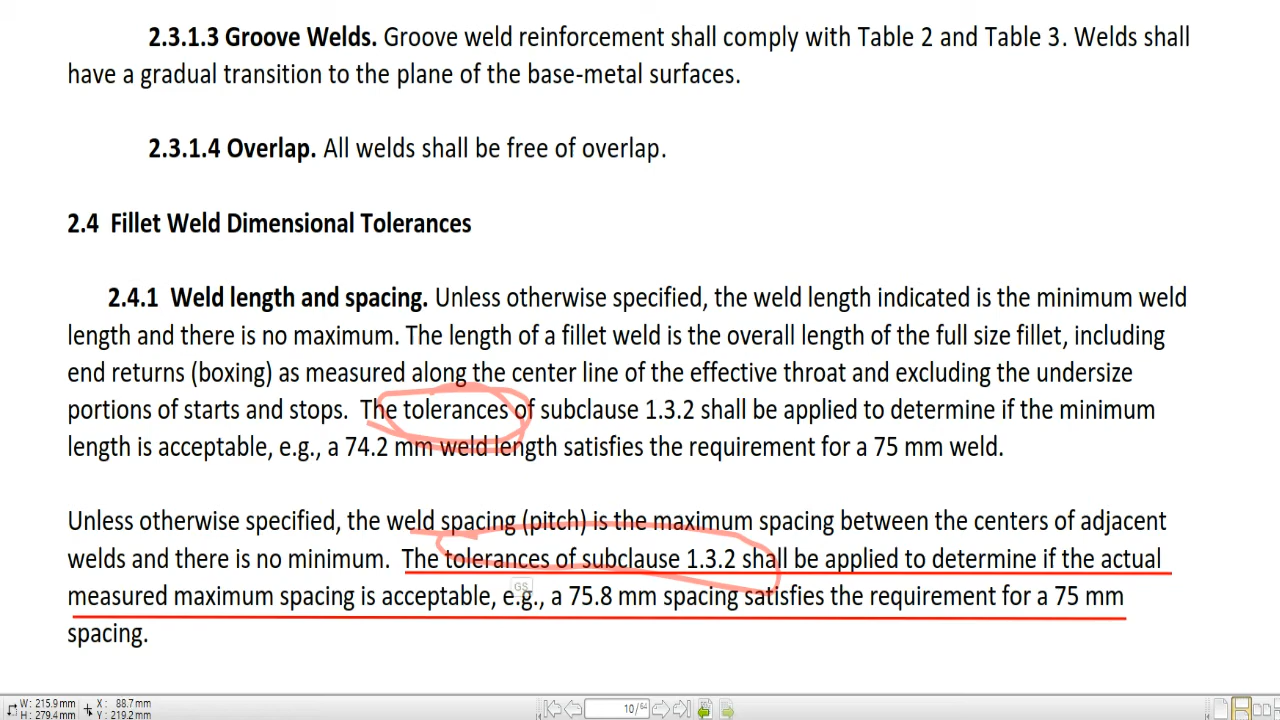 2.3.1.3 Groove Welds. Groove weld reinforcement shall comply with Table 2 and Table 3. Welds shall
have a gradual transition to the plane of the base-metal surfaces.
2.3.1.4 Overlap. All welds shall be free of overlap.
2.4 Fillet Weld Dimensional Tolerances
2.4.1 Weld length and spacing. Unless otherwise specified, the weld length indicated is the minimum weld
length and there is no maximum. The length of a fillet weld is the overall length of the full size fillet, including
end returns (boxing) as measured along the center line of the effective throat and excluding the undersize
portions of starts and stops. The tolerances of subclause 1.3.2 shall be applied to determine if the minimum
length is acceptable, e.g., a 74.2 mm weld length satisfies the requirement for a 75 mm weld.
Unless otherwise specified, the weld spacing (pitch) is the maximum spacing between the centers of adjacent
welds and there is no minimum. The tolerances of subclause 1.3.2 shall be applied to determine if the actual
GS
measured maximum spacing is acceptable, e.g., a 75.8 mm spacing satisfies the requirement for a 75 mm
spacing.
W: 215.9 mm X: 88.7 mm
H: 279.4 mm Y: 219.2 mm
10/64